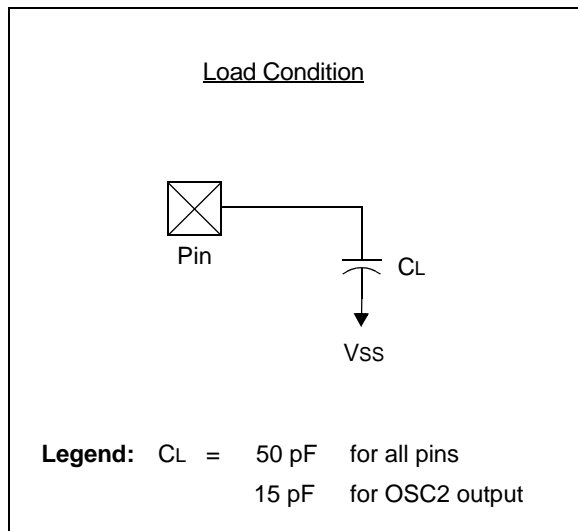 Load Condition
Pin
CL
VSS
Legend: CL = 50 pF for all pins
15 pF for OSC2 output